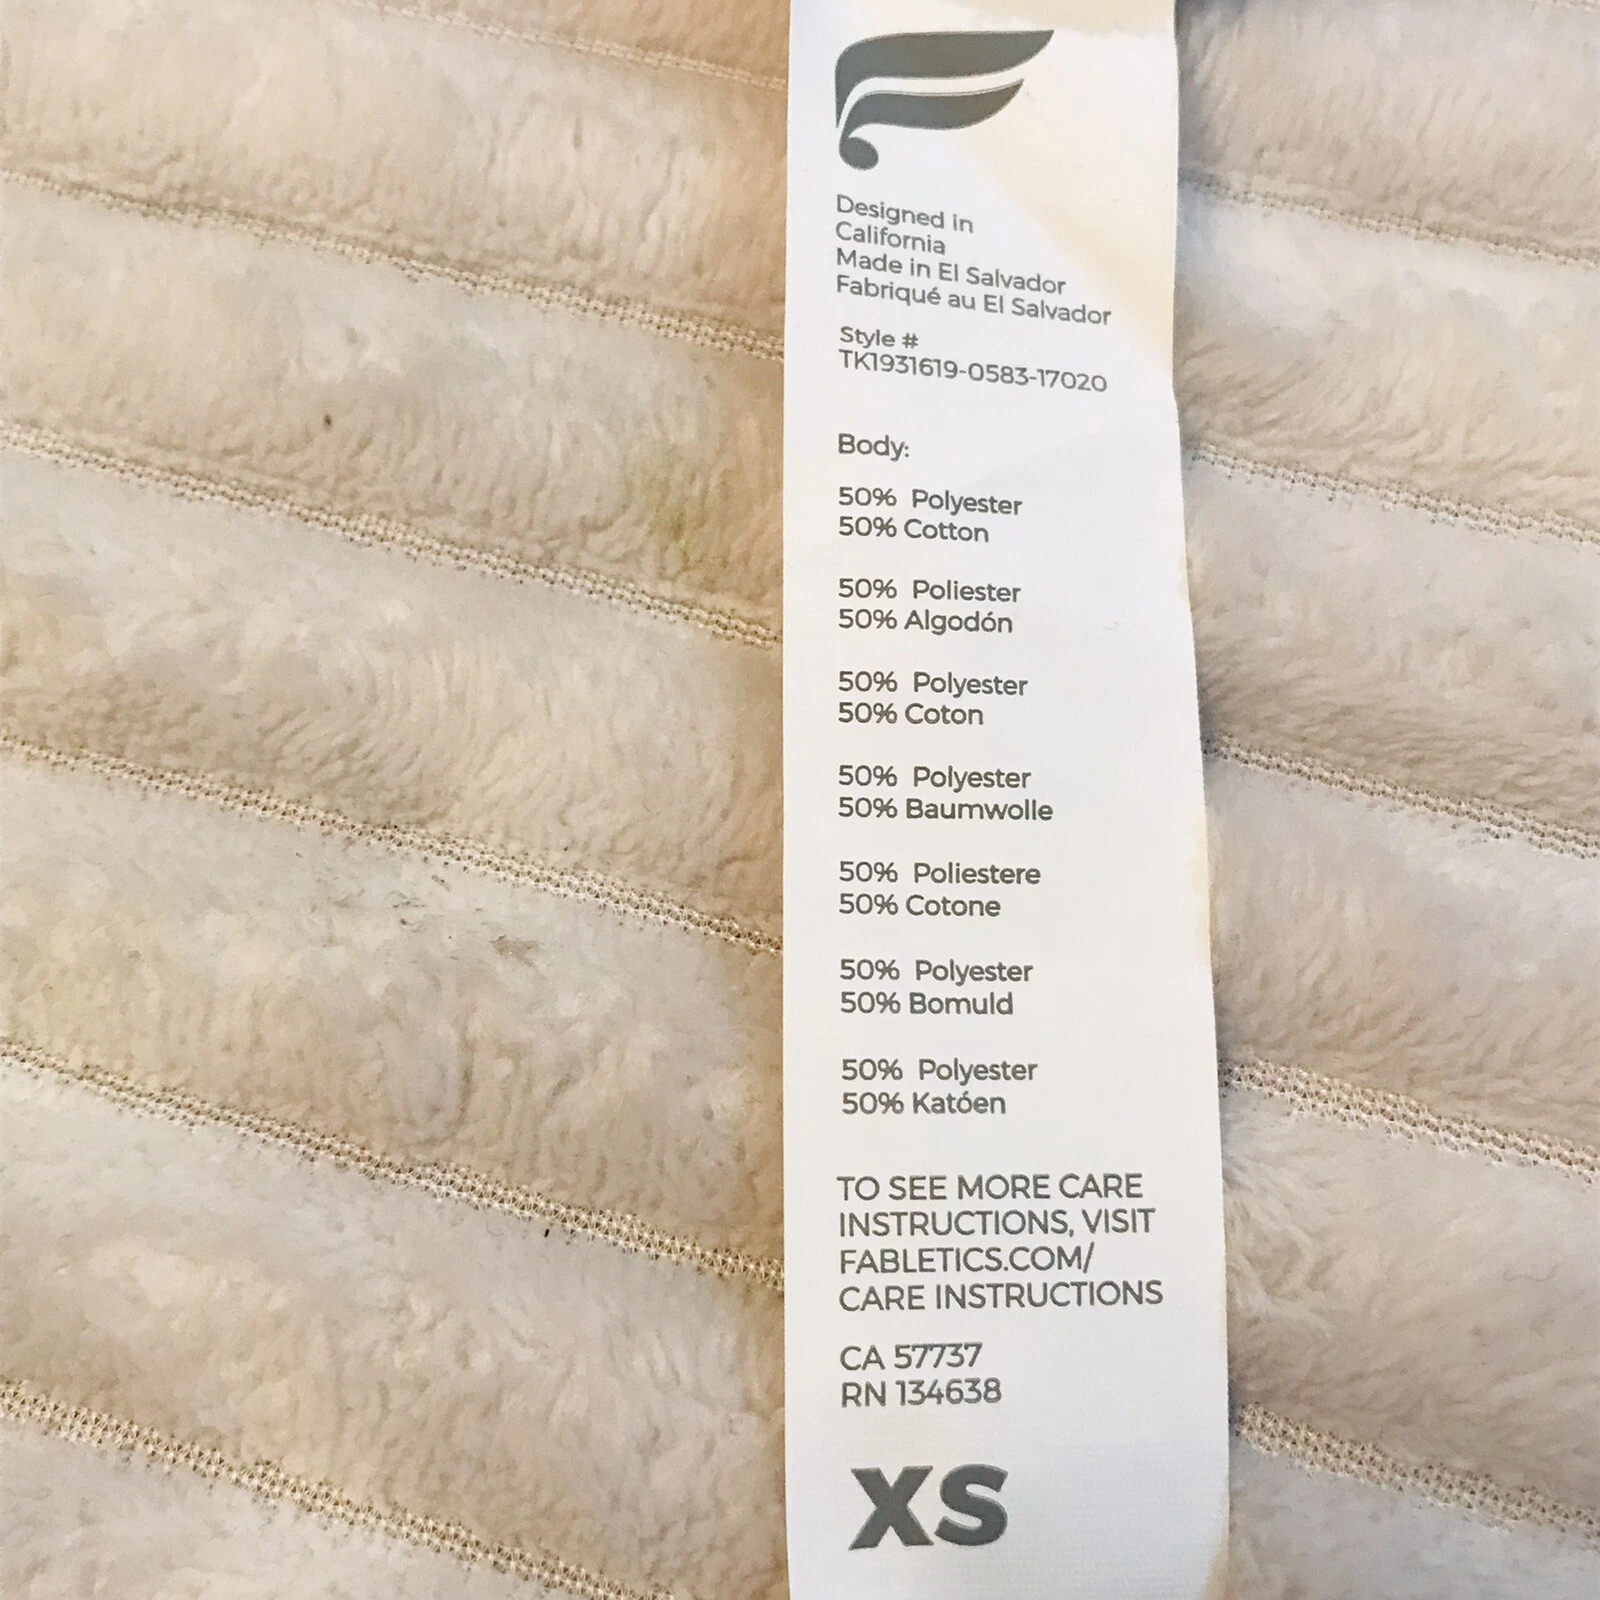 Designed in
California
Made in El Salvador
Fabriqué au El Salvador
Style #
TK1931619-0583-17020
Body:
50% Polyester
50% Cotton
50% Poliester
50% Algodón
50% Polyester
50% Coton
50% Polyester
50% Baumwolle
50% Poliestere
50% Cotone
50% Polyester
50% Bomuld
50% Polyester
50% Katóen
TO SEE MORE CARE
INSTRUCTIONS, VISIT
FABLETICS.COM/
CARE INSTRUCTIONS
CA 57737
RN 134638
XS